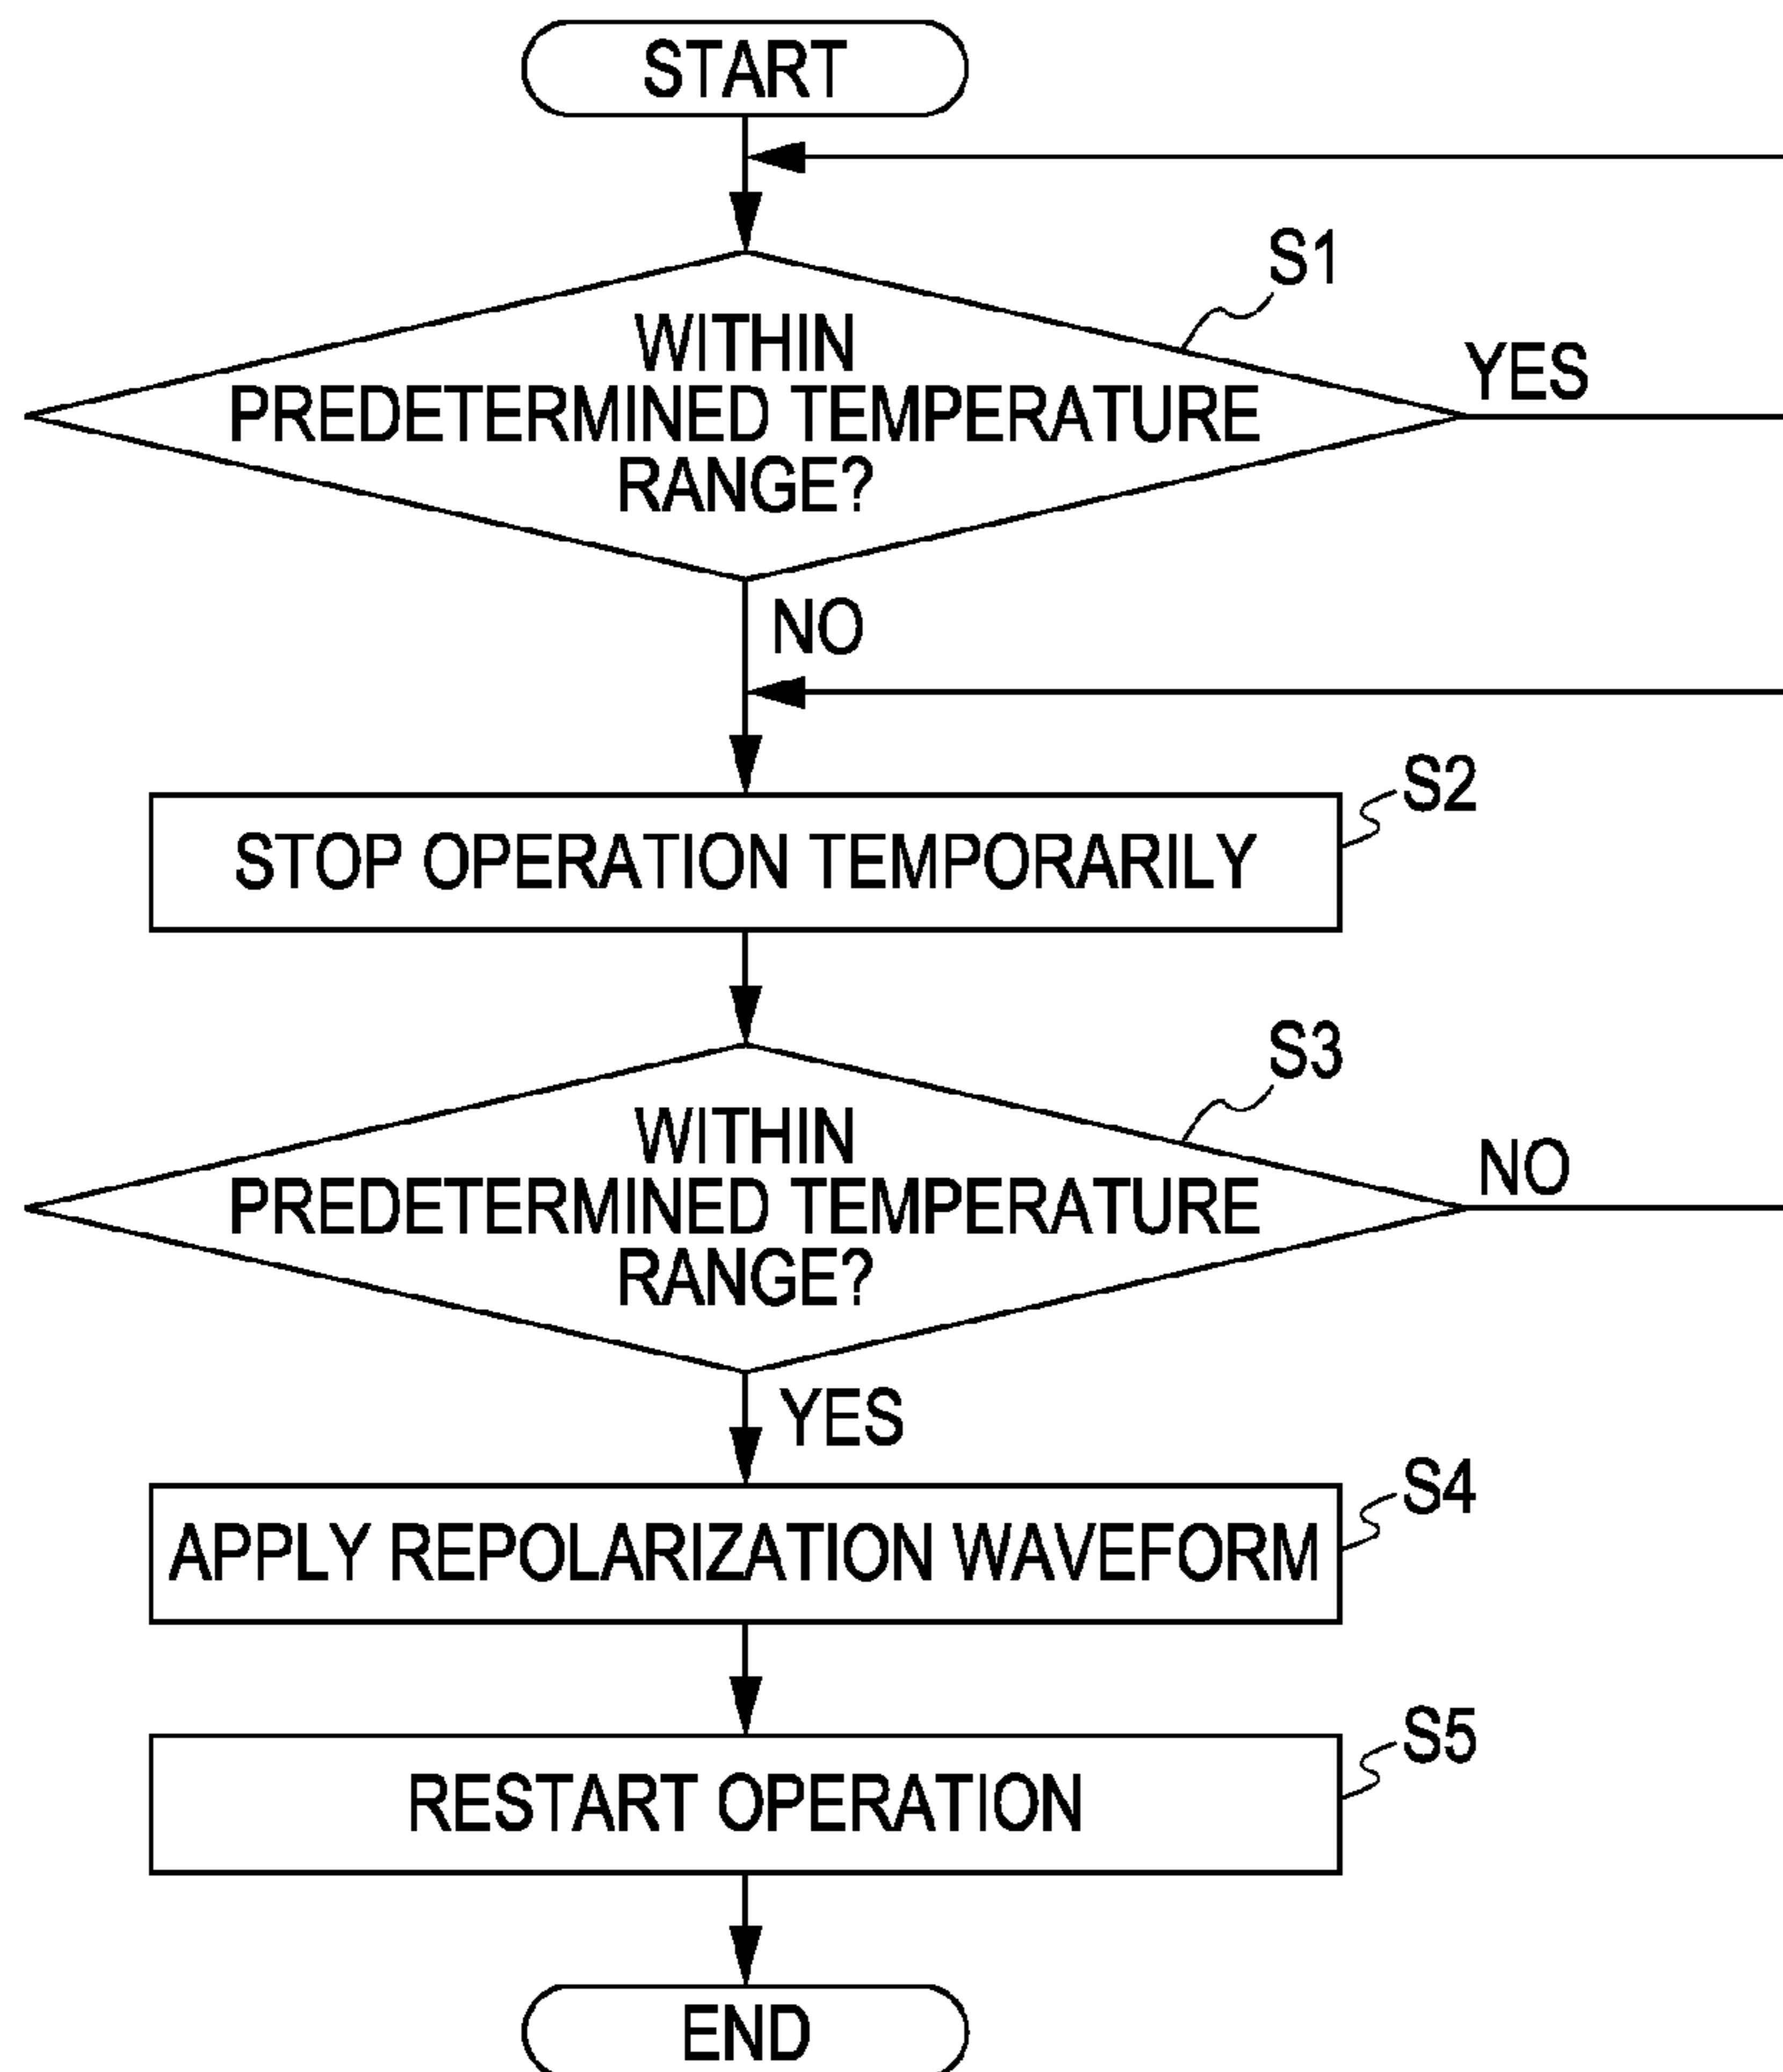 START
S1
WITHIN
PREDETERMINED TEMPERATURE
RANGE?
YES
NO
S2
STOP OPERATION TEMPORARILY
S3
WITHIN
PREDETERMINED TEMPERATURE
RANGE?
NO
YES
S4
APPLY REPOLARIZATION WAVEFORM
S5
RESTART OPERATION
END